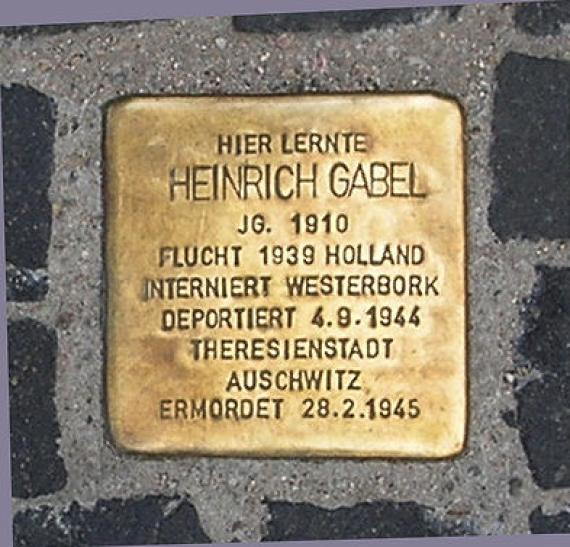 HIER LERNTE
HEINRICH GABEL
JG. 1910
FLUCHT 1939 HOLLAND
INTERNIERT WESTERBORK
DEPORTIERT 4.9.1944
THERESIENSTADT
AUSCHWITZ
ERMORDET 28.2.1945